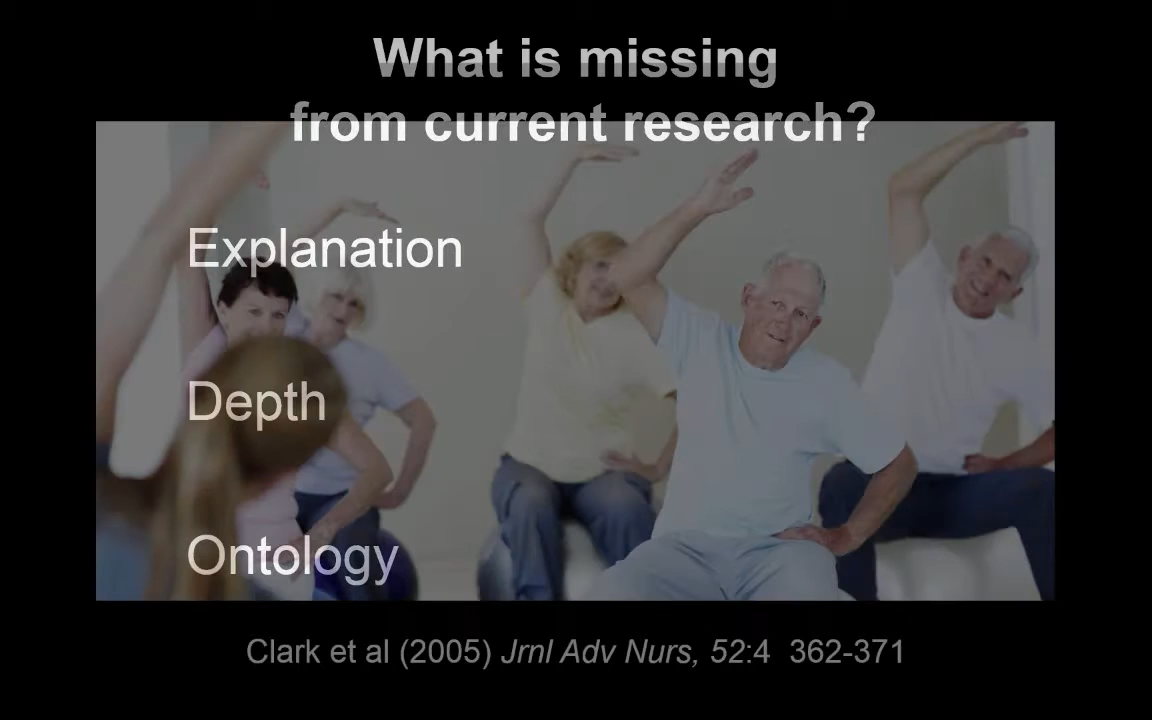 What is missing
from current research?
Explanation
Depth
Ontology
Clark et al (2005) Jrnl Adv Nurs, 52:4 362-371